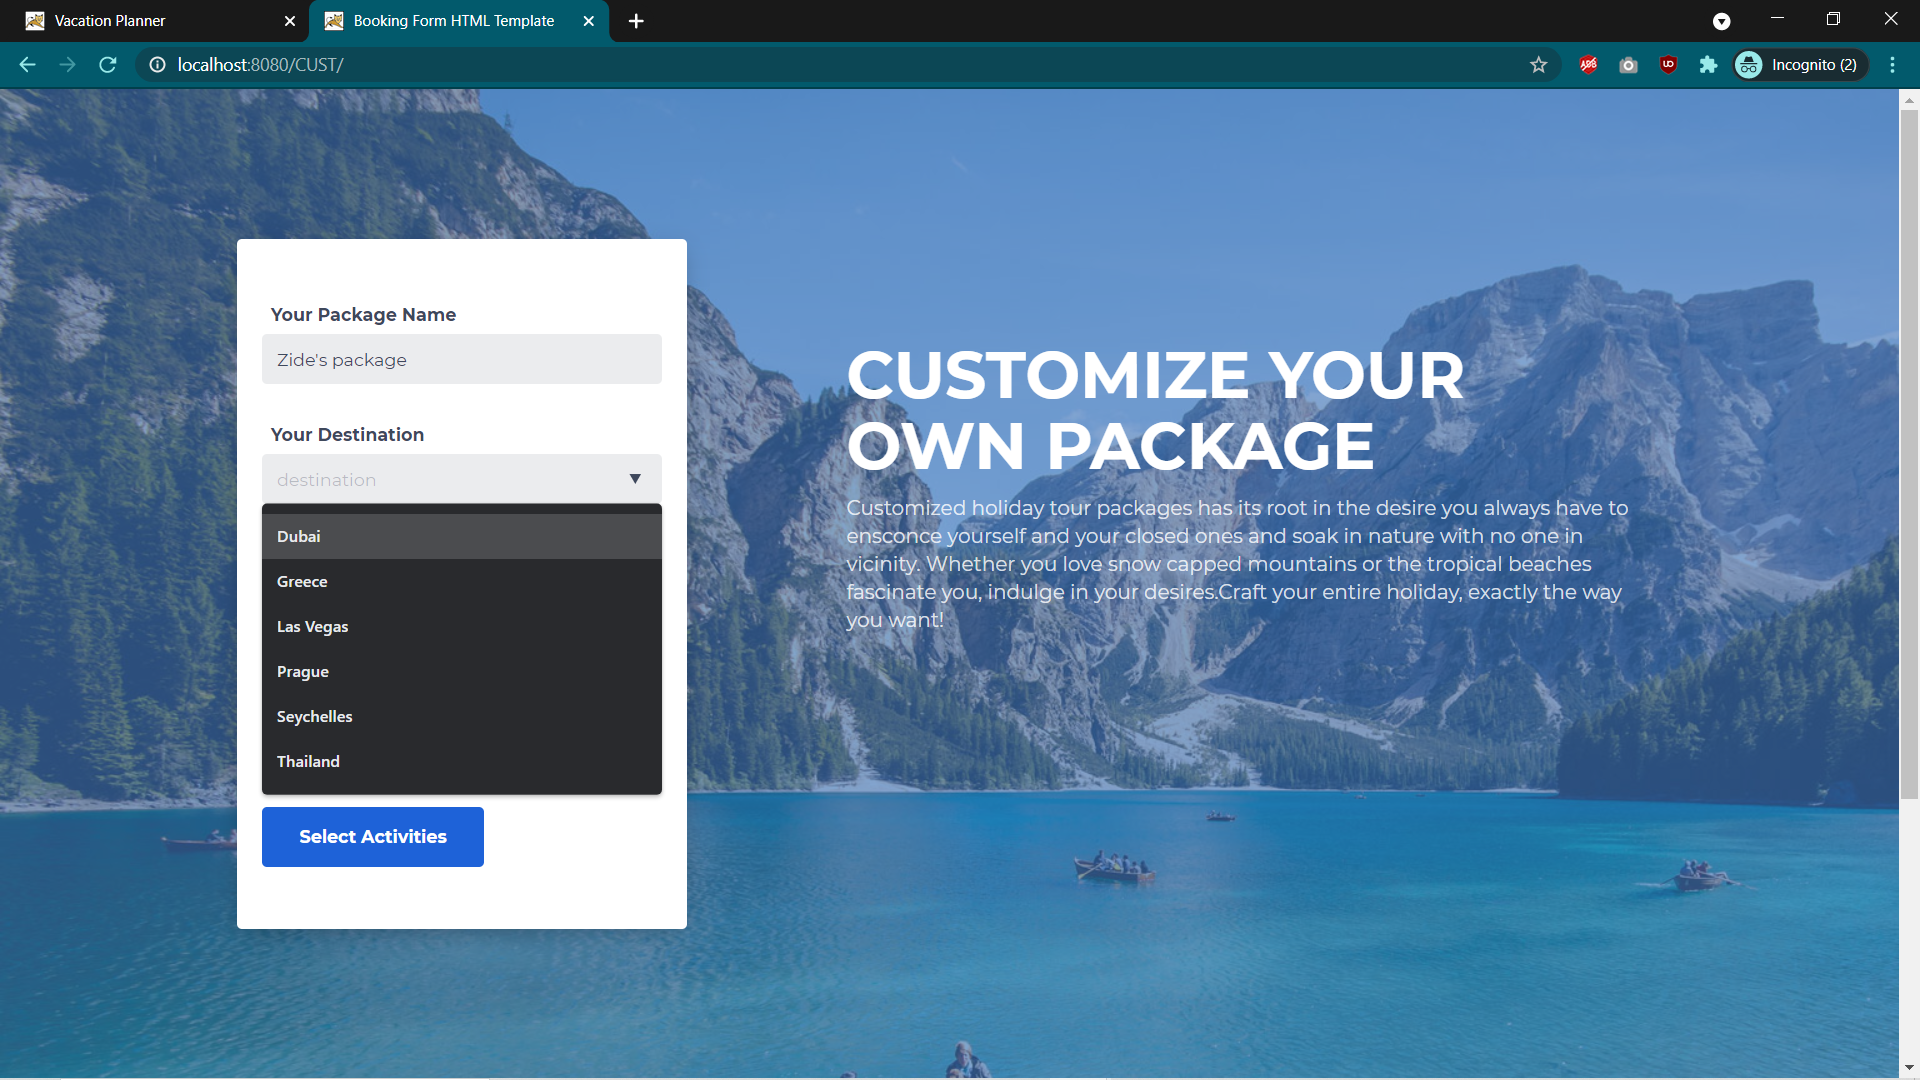 Vacation Planner
Booking Form HTML Template
localhost:8080/CUST/
ADS
UO
Incognito (2)
Your Package Name
Zide's package
Your Destination
destination
Dubai
Greece
Las Vegas
Prague
Seychelles
Thailand
Select Activities
CUSTOMIZE YOUR
OWN PACKAGE
Customized holiday tour packages has its root in the desire you always have to
ensconce yourself and your closed ones and soak in nature with no one in
vicinity. Whether you love snow capped mountains or the tropical beaches
fascinate you, indulge in your desires.Craft your entire holiday, exactly the way
you want!